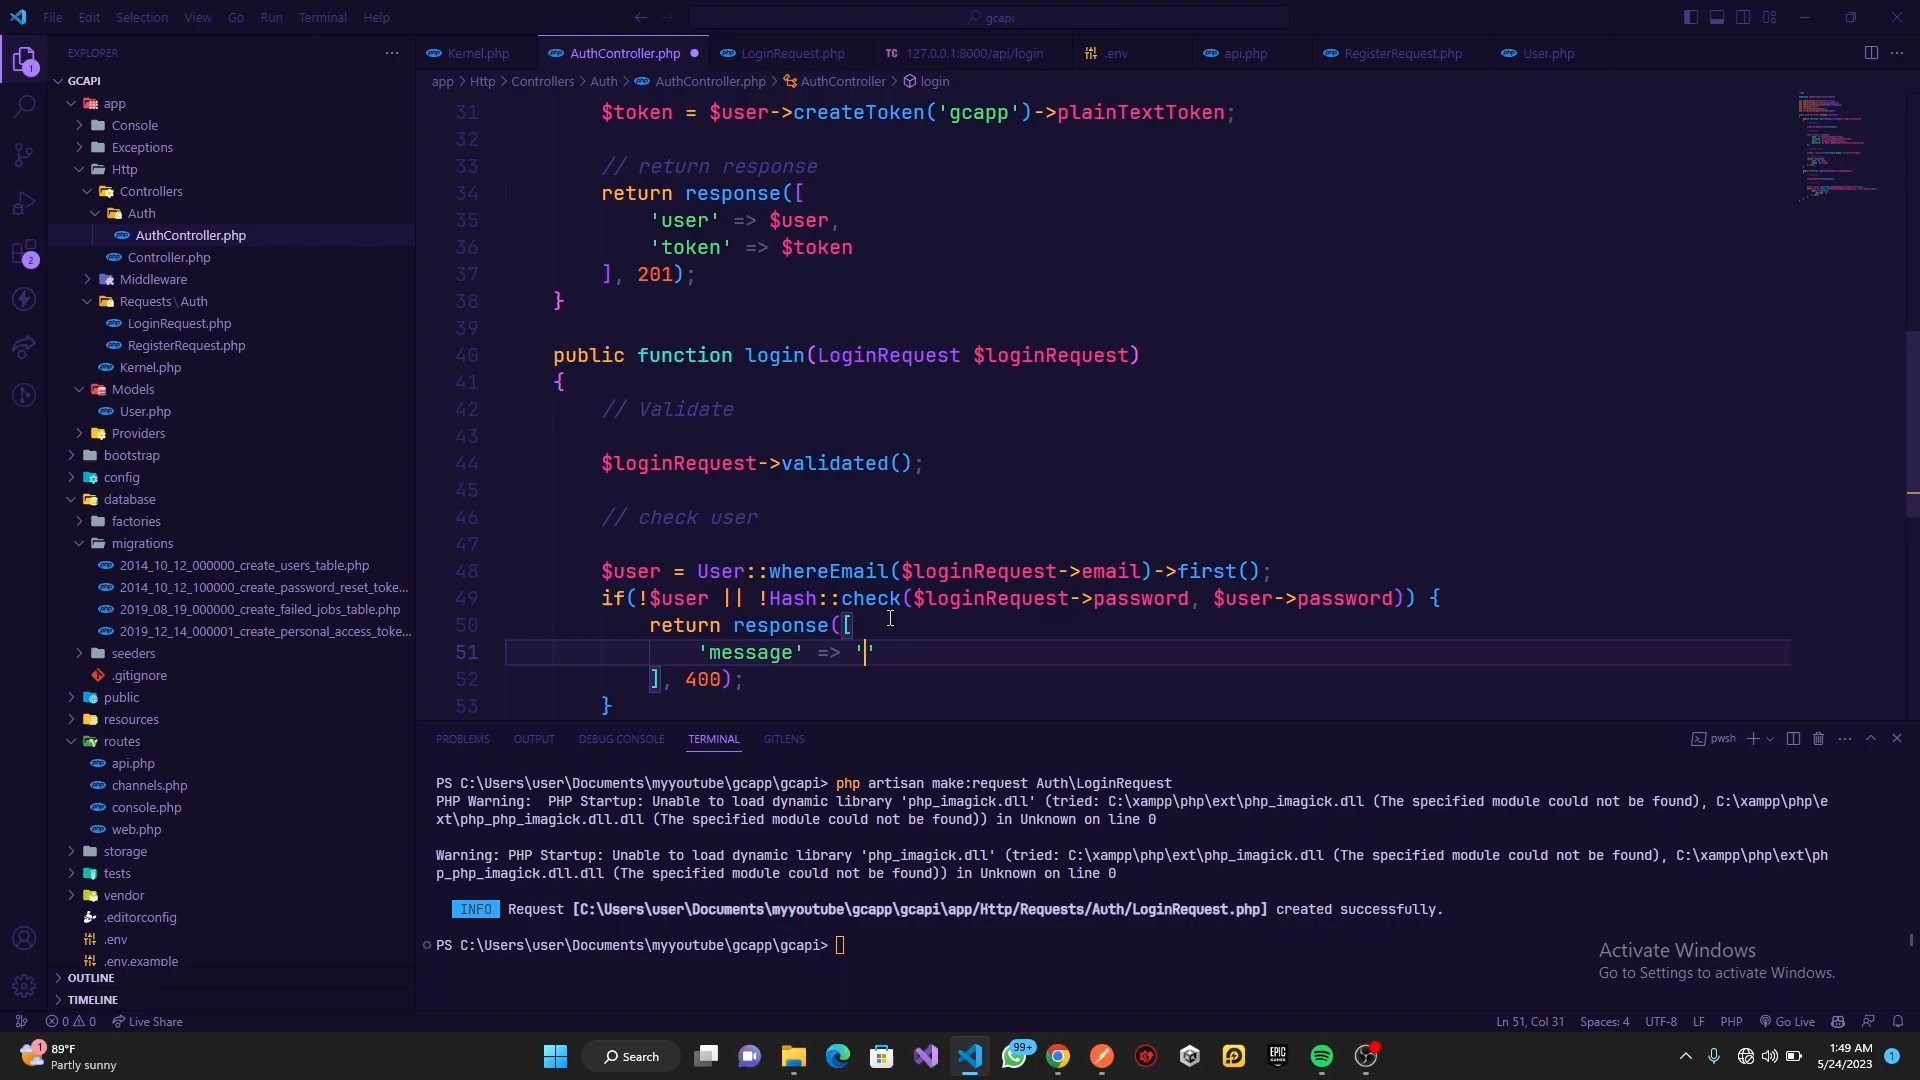 File Edit Selection View Go Run Terminal Help
gcapi
EXPLORER
Kernel.php
AuthController.php
LoginRequest.php
TC 127.0.0.1:8000/api/login
.env
api.php
RegisterRequest.php
User.php
app > Http > Controllers > Auth > AuthController.php > AuthController > login
GCAPI
app
Console
Exceptions
Http
Controllers
Auth
AuthController.php
Controller.php
Middleware
Requests\Auth
LoginRequest.php
RegisterRequest.php
Kernel.php
Models
User.php
Providers
bootstrap
config
database
factories
migrations
2014_10_12_000000_create_users_table.php
2014_10_12_100000_create_password_reset_toke...
2019_08_19_000000_create_failed_jobs_table.php
2019_12_14_000001_create_personal_access_toke...
seeders
.gitignore
public
resources
routes
api.php
channels.php
console.php
web.php
storage
tests
vendor
.editorconfig
.env
.env.example
OUTLINE
TIMELINE
1
2
31 $token = $user->createToken('gcapp')->plainTextToken;
32
33 // return response
34 return response([
35 'user' => $user,
36 'token' => $token
37 ], 201);
38 }
39
40 public function login(LoginRequest $loginRequest)
41 {
42 // Validate
43
44 $loginRequest->validated();
45
46 // check user
47
48 $user = User::whereEmail($loginRequest->email)->first();
49 if(!$user || !Hash::check($loginRequest->password, $user->password)) {
50 return response([
51 'message' => ''
52 ], 400);
53 }
PROBLEMS OUTPUT DEBUG CONSOLE TERMINAL GITLENS
pwsh
PS C:\Users\user\Documents\myyoutube\gcapp\gcapi> php artisan make:request Auth\LoginRequest
PHP Warning:  PHP Startup: Unable to load dynamic library 'php_imagick.dll' (tried: C:\xampp\php\ext\php_imagick.dll (The specified module could not be found), C:\xampp\php\e
xt\php_php_imagick.dll.dll (The specified module could not be found)) in Unknown on line 0
Warning: PHP Startup: Unable to load dynamic library 'php_imagick.dll' (tried: C:\xampp\php\ext\php_imagick.dll (The specified module could not be found), C:\xampp\php\ext\ph
p_php_imagick.dll.dll (The specified module could not be found)) in Unknown on line 0
INFO Request [C:\Users\user\Documents\myyoutube\gcapp\gcapi\app/Http/Requests/Auth/LoginRequest.php] created successfully.
PS C:\Users\user\Documents\myyoutube\gcapp\gcapi>
Activate Windows
Go to Settings to activate Windows.
0 0 Live Share
Ln 51, Col 31 Spaces: 4 UTF-8 LF PHP Go Live
1
89°F
Partly sunny
Search
99+
EPIC GAMES
1:49 AM
5/24/2023
1